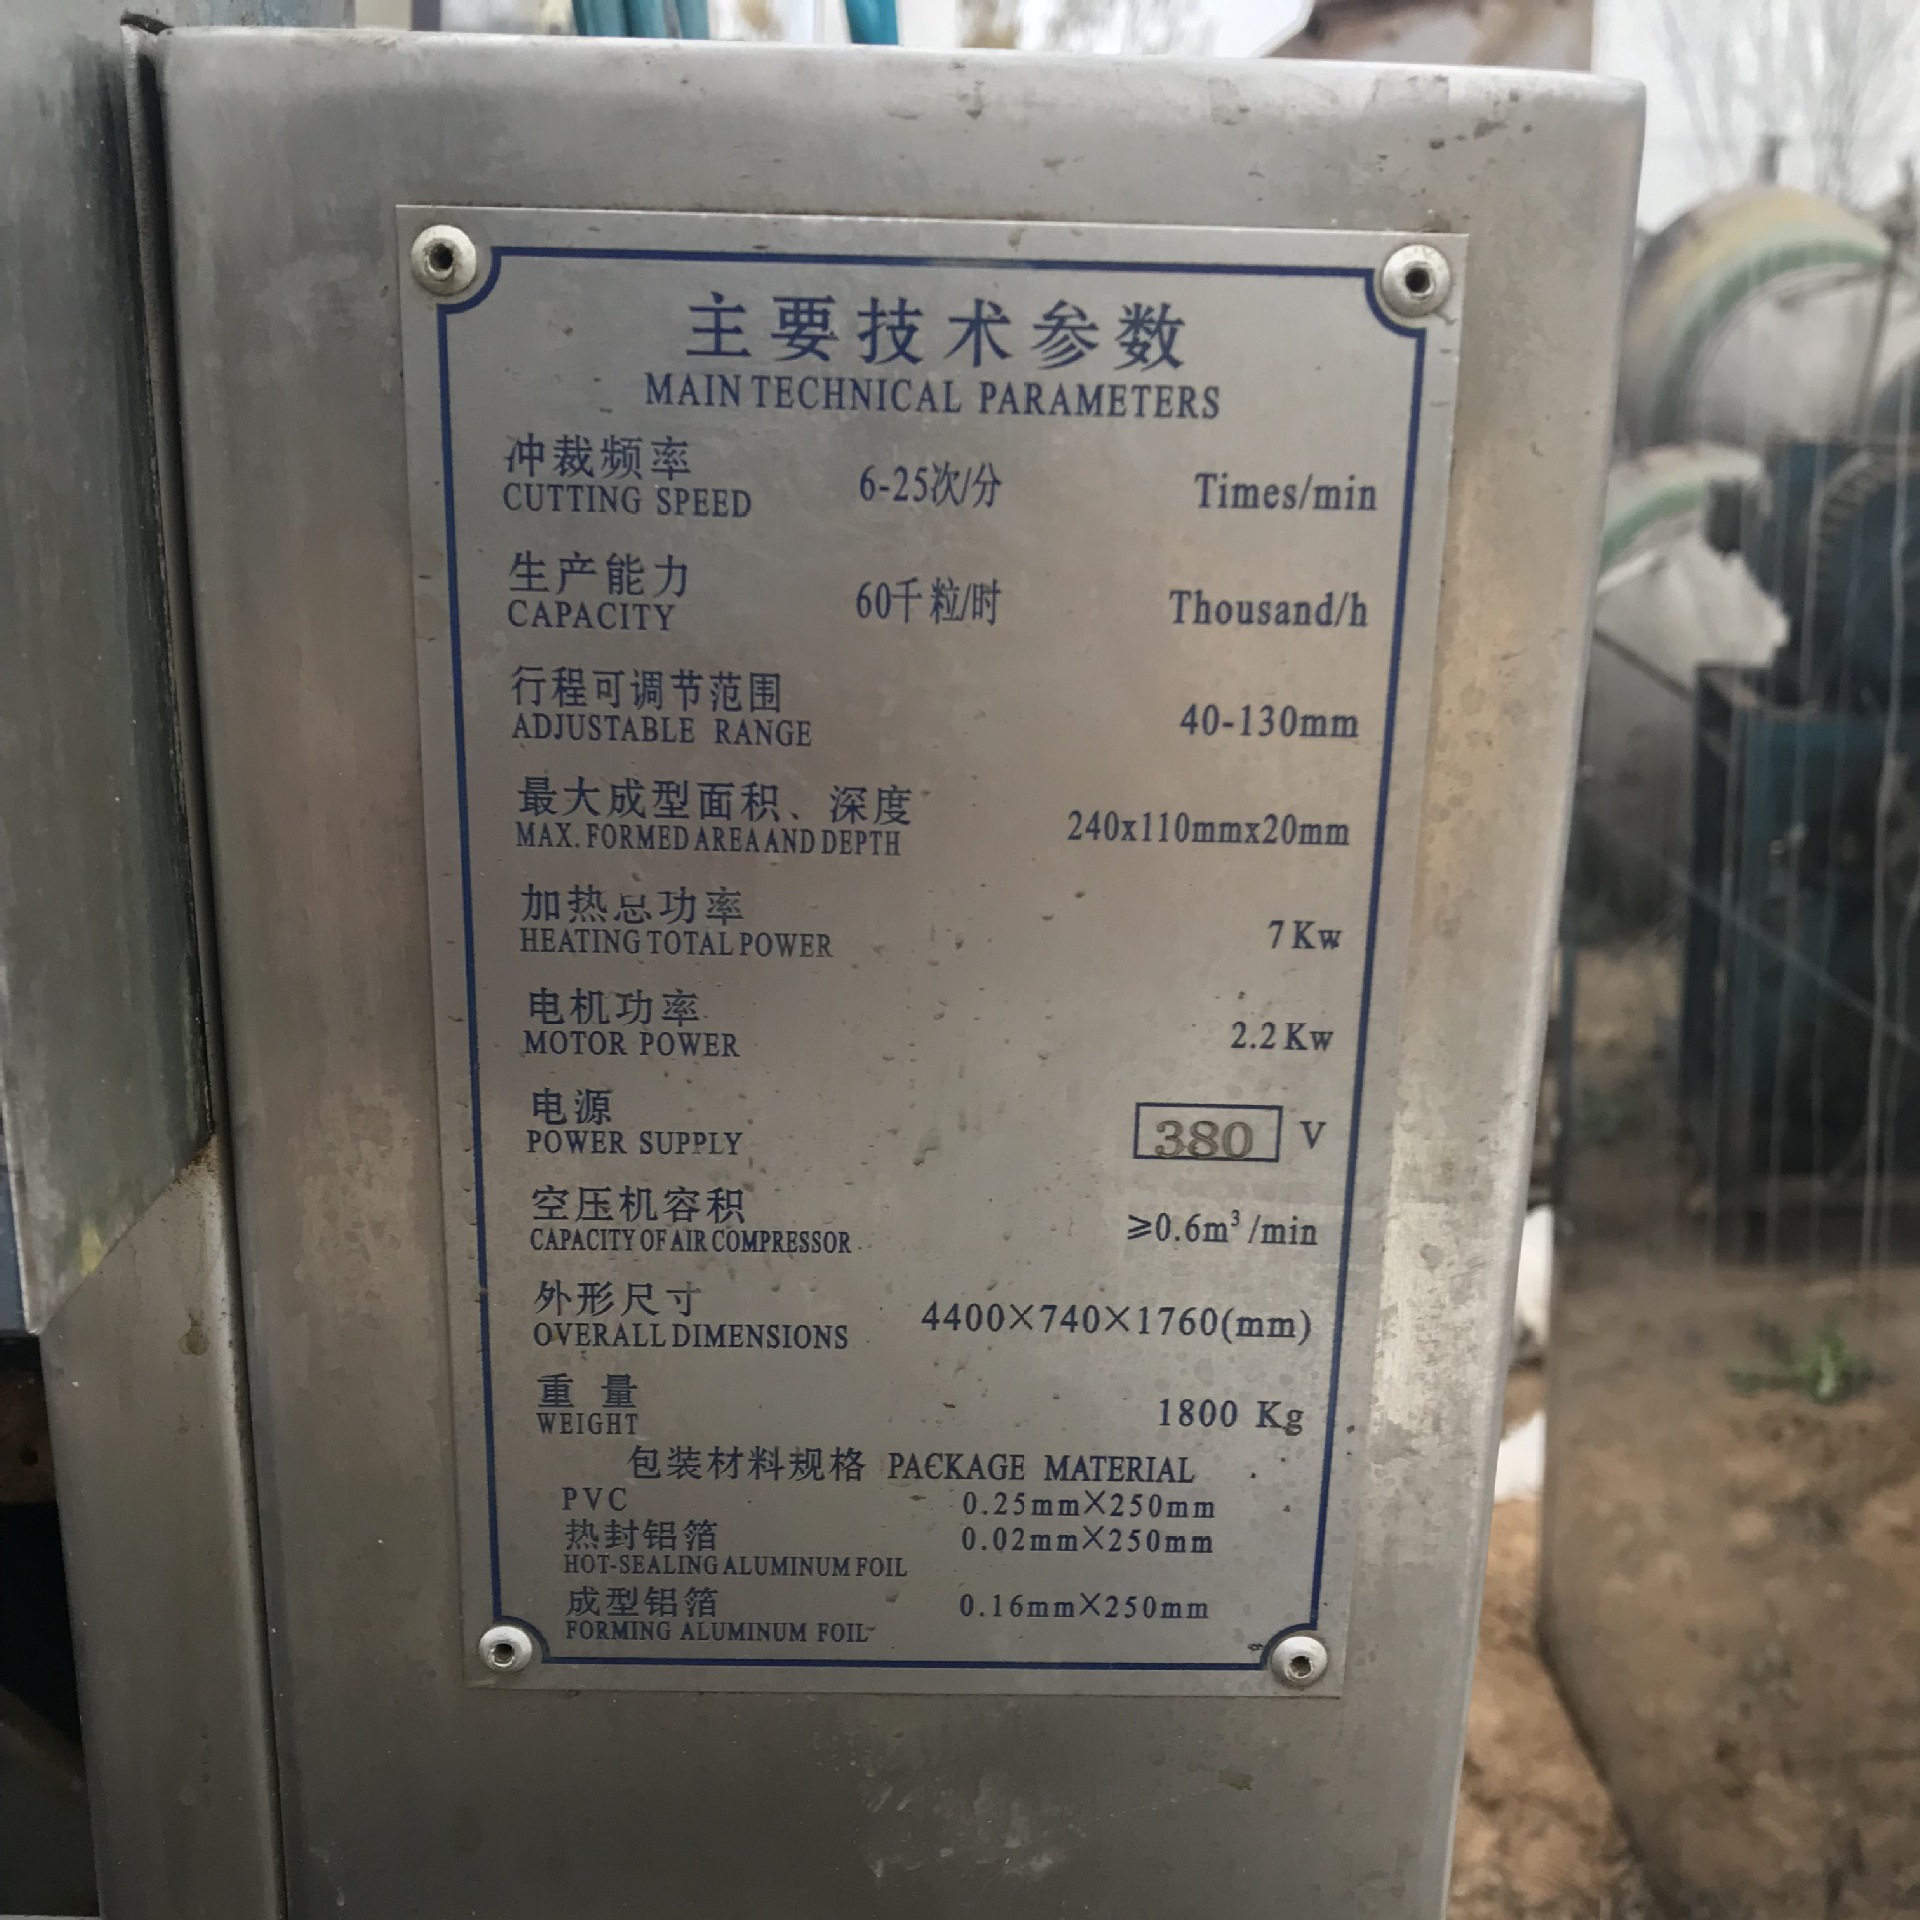 主要技术参数
MAIN TECHNICAL PARAMETERS
冲裁频率 6-25次/分 Times/min
CUTTING SPEED
生产能力 60千粒/时 Thousand/h
CAPACITY
行程可调节范围 40-130mm
ADJUSTABLE RANGE
最大成型面积、深度 240x110mmx20mm
MAX. FORMED AREA AND DEPTH
加热总功率 7 Kw
HEATING TOTAL POWER
电机功率 2.2 Kw
MOTOR POWER
电源 380 V
POWER SUPPLY
空压机容积 ≥0.6m³/min
CAPACITY OF AIR COMPRESSOR
外形尺寸 4400×740×1760(mm)
OVERALL DIMENSIONS
重量 1800 Kg
WEIGHT
包装材料规格 PACKAGE MATERIAL
PVC 0.25mm×250mm
热封铝箔 0.02mm×250mm
HOT-SEALING ALUMINUM FOIL
成型铝箔 0.16mm×250mm
FORMING ALUMINUM FOIL